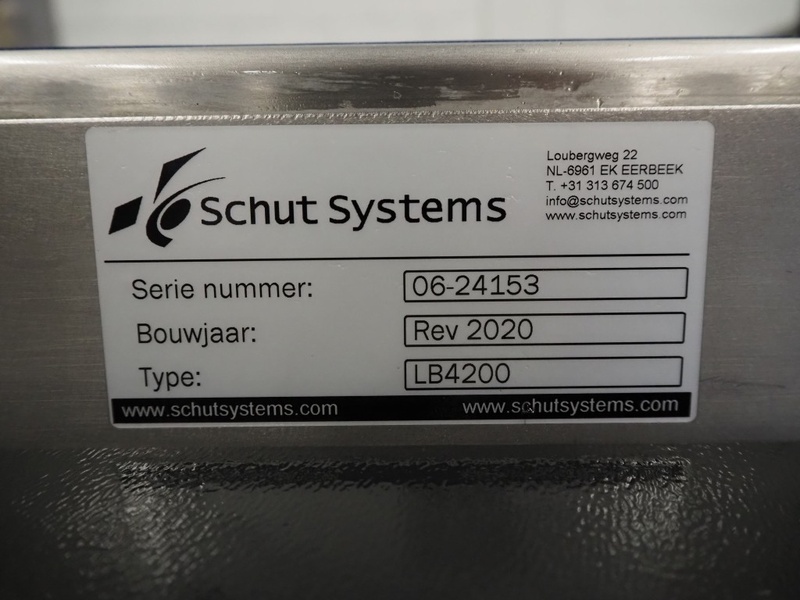 Schut Systems
Loubergweg 22
NL-6961 EK EERBEEK
T. +31 313 674 500
info@schutsystems.com
www.schutsystems.com
Serie nummer: 06-24153
Bouwjaar: Rev 2020
Type: LB4200
www.schutsystems.com www.schutsystems.com